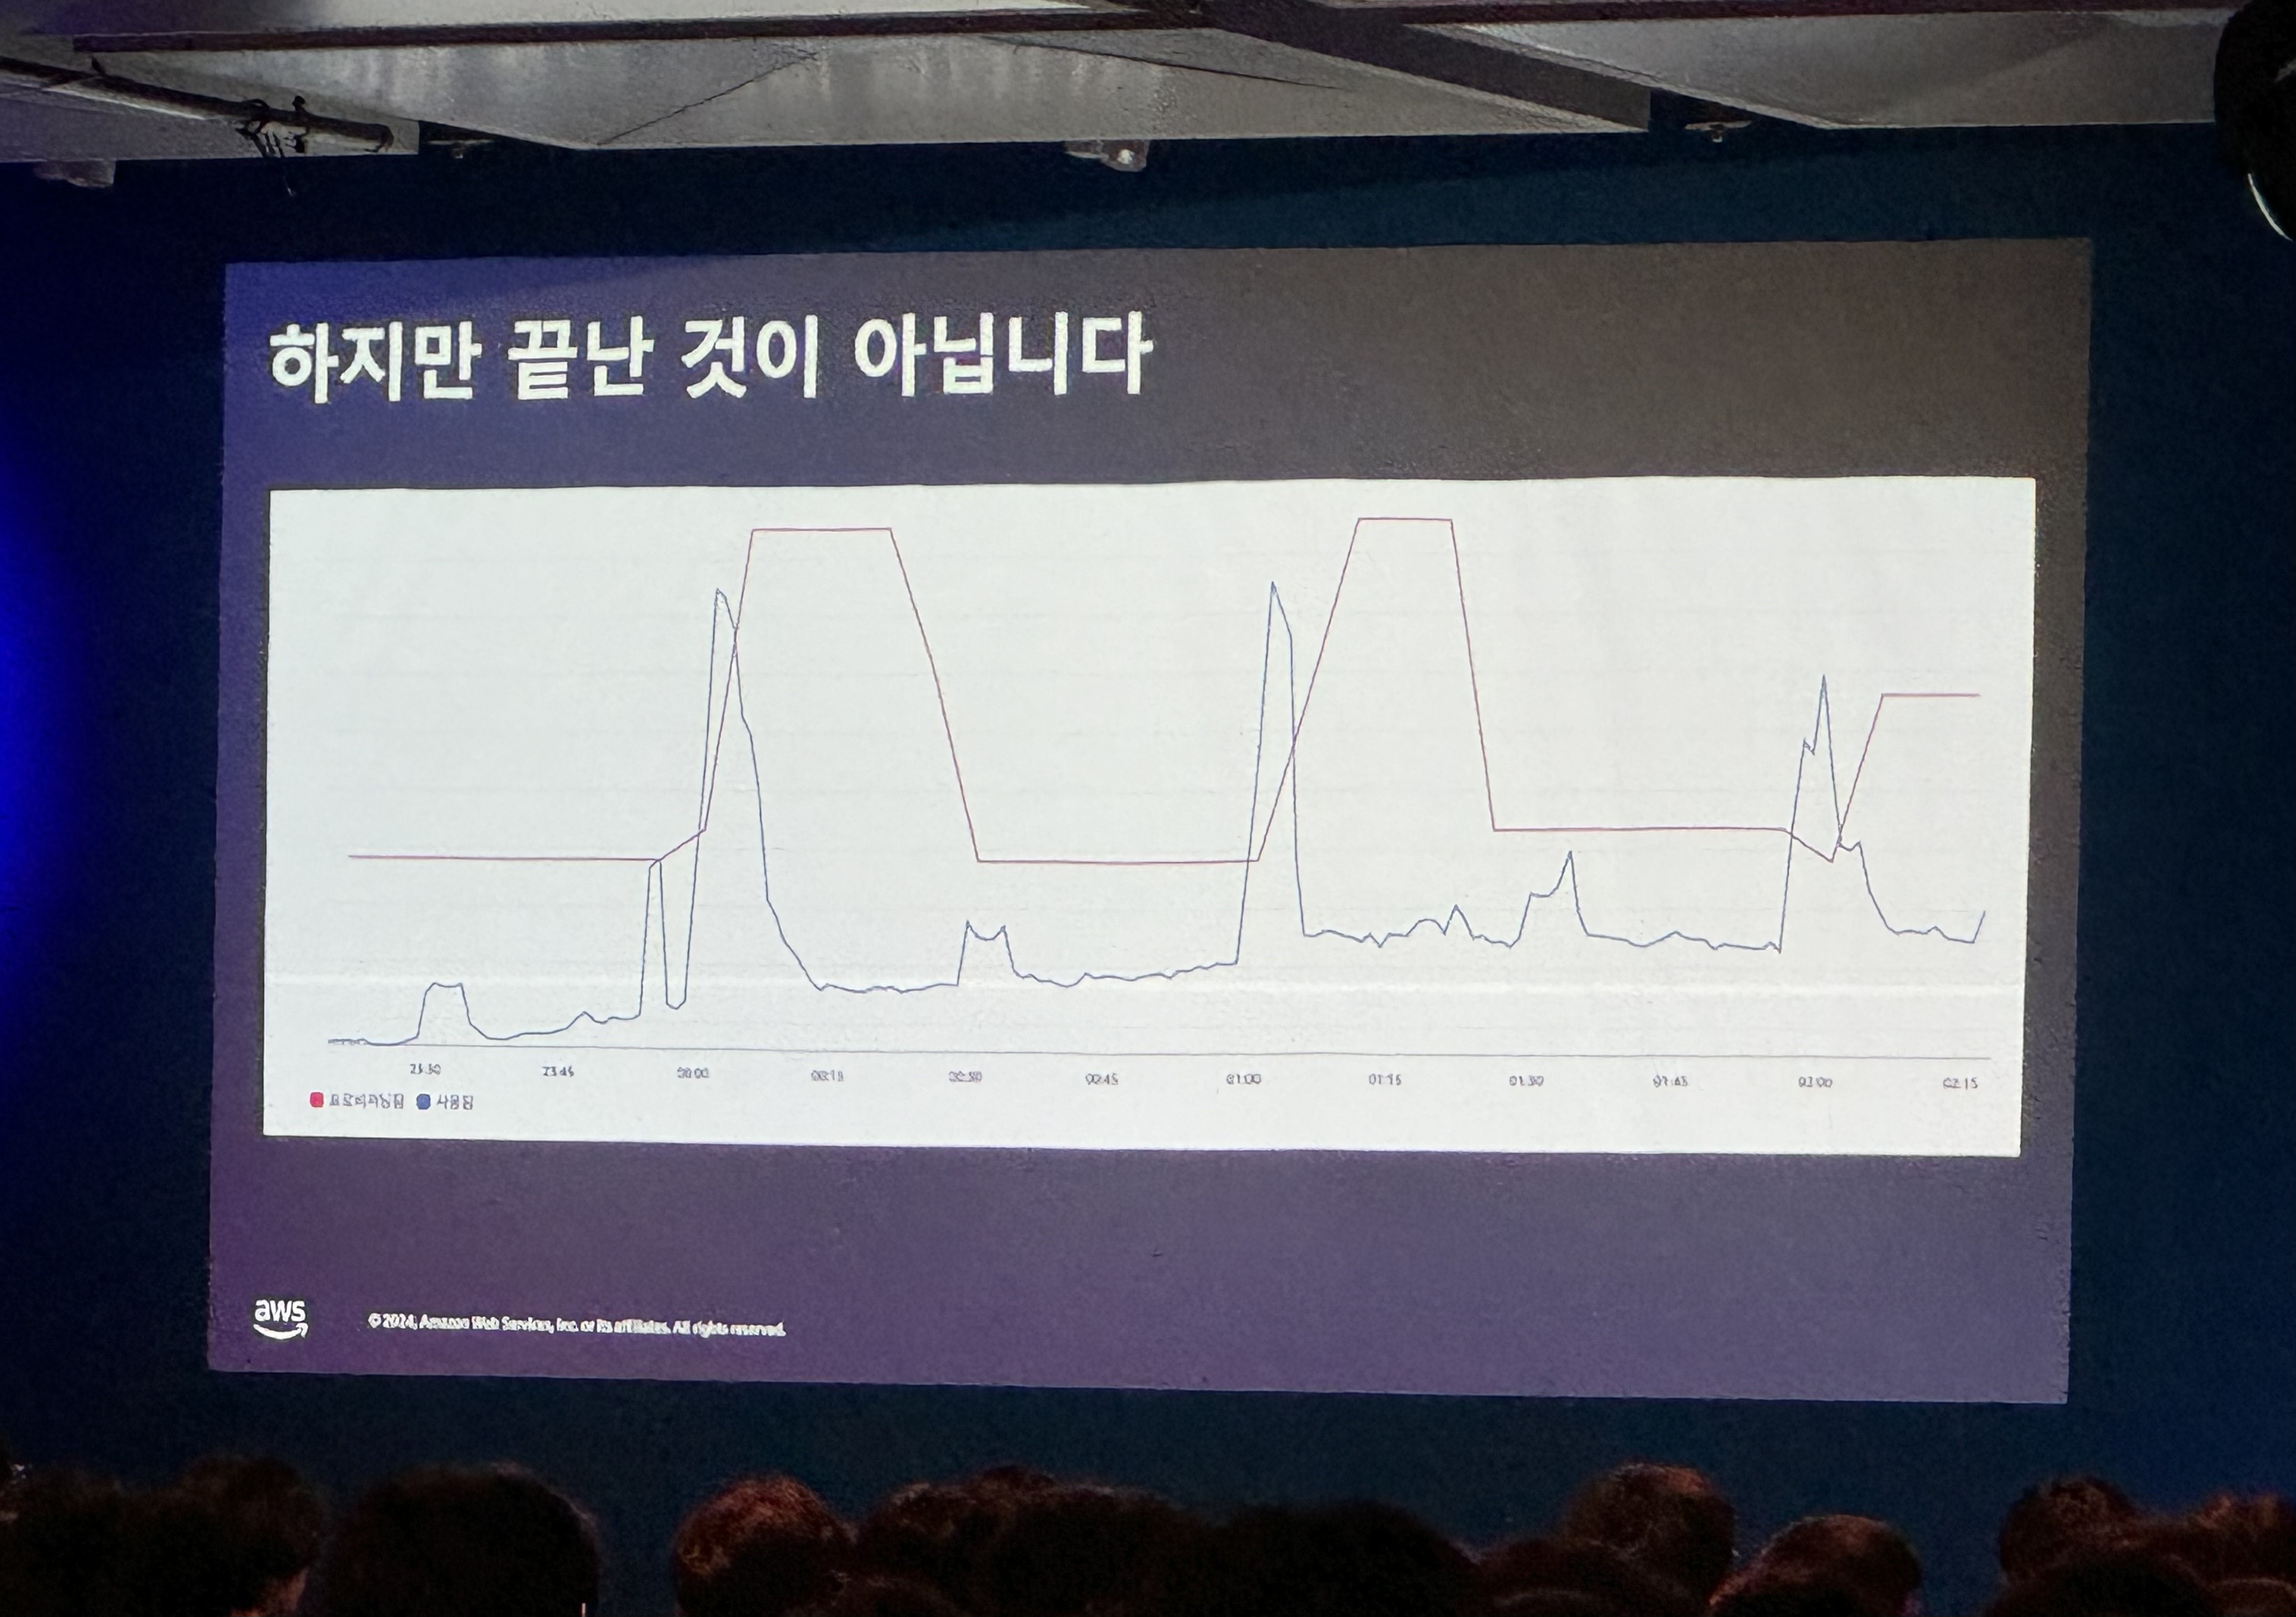 하지만 끝난 것이 아닙니다
23:30 23:45 00:00 00:15 00:30 00:45 01:00 01:15 01:30 01:45 02:00 02:15
프로비저닝됨 사용됨
aws
© 2024, Amazon Web Services, Inc. or its affiliates. All rights reserved.